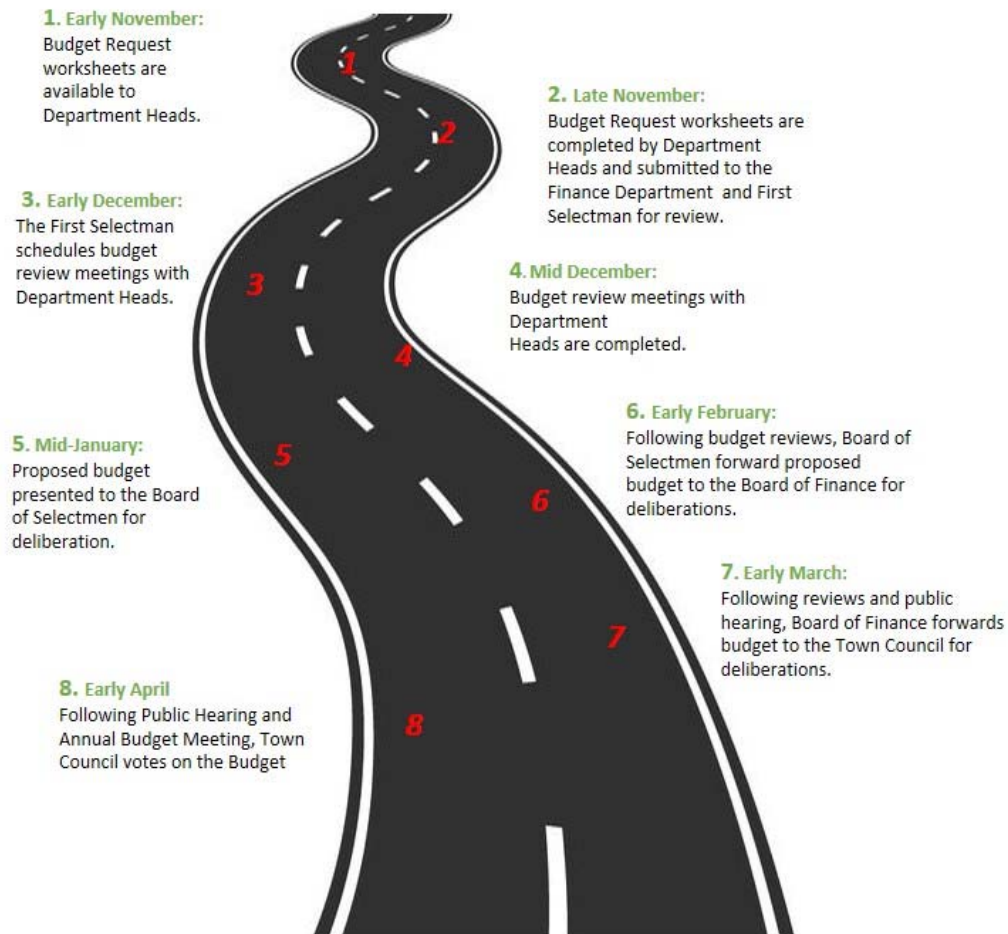 1. Early November:
Budget Request
worksheets are
available to
Department Heads.
1
2. Late November:
Budget Request worksheets are
completed by Department
Heads and submitted to the
Finance Department and First
Selectman for review.
2
3. Early December:
The First Selectman
schedules budget
review meetings with
Department Heads.
3
4. Mid December:
Budget review meetings with
Department
Heads are completed.
4
5. Mid-January:
Proposed budget
presented to the Board
of Selectmen for
deliberation.
5
6. Early February:
Following budget reviews, Board of
Selectmen forward proposed
budget to the Board of Finance for
deliberations.
6
7. Early March:
Following reviews and public
hearing, Board of Finance forwards
budget to the Town Council for
deliberations.
7
8. Early April
Following Public Hearing and
Annual Budget Meeting, Town
Council votes on the Budget
8